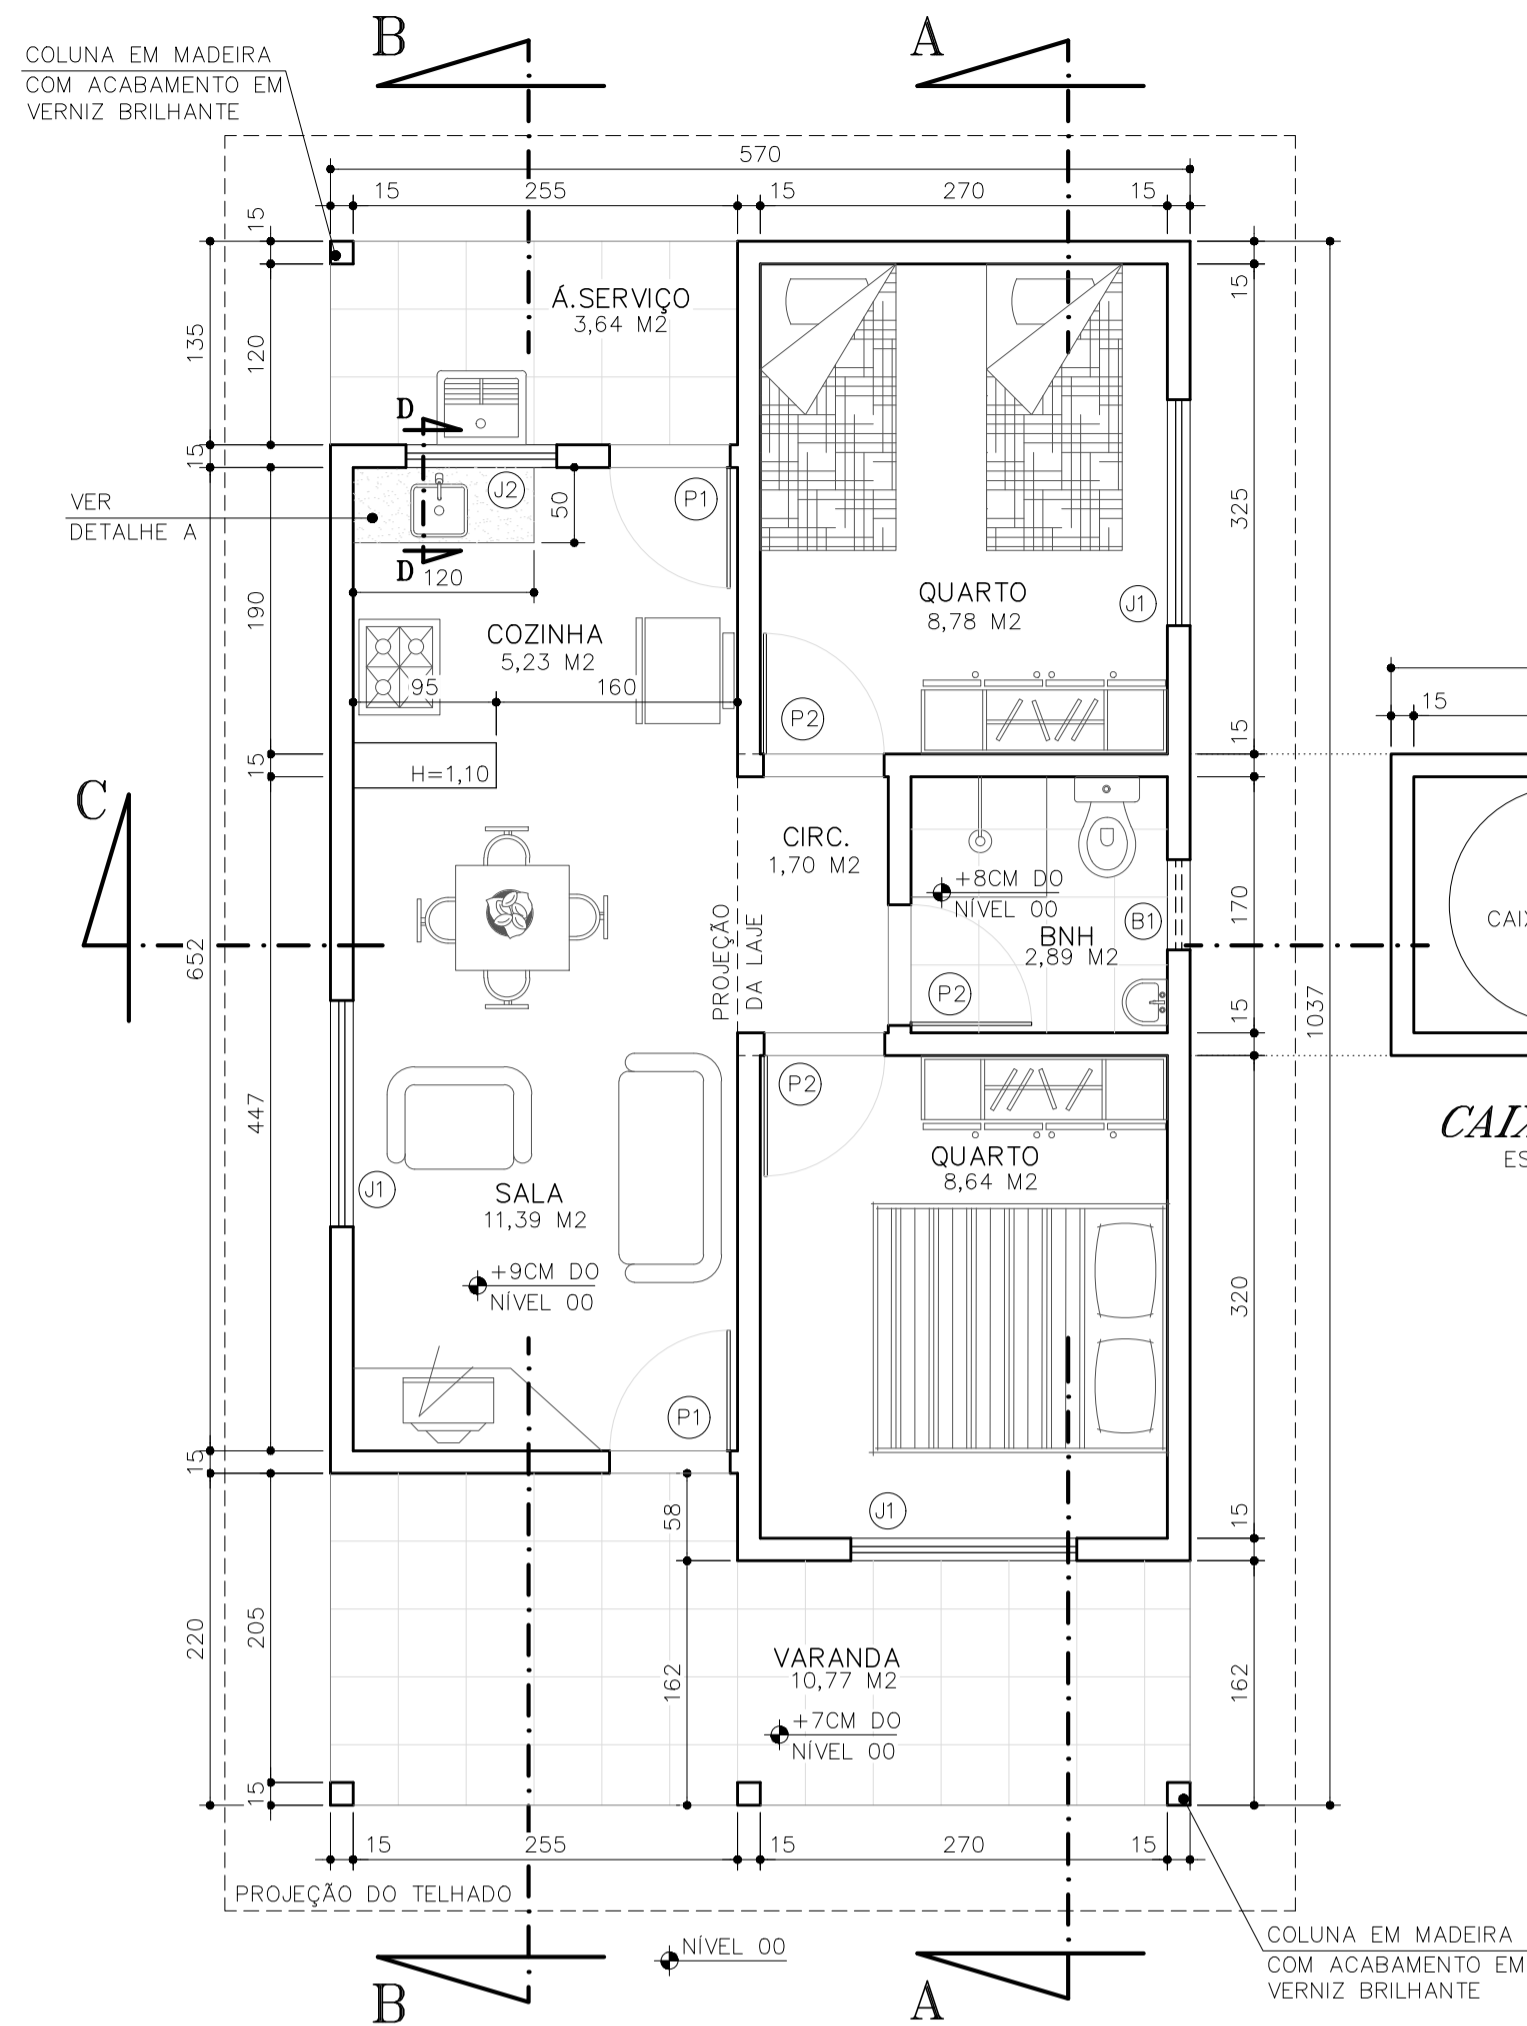 B
A
COLUNA EM MADEIRA
COM ACABAMENTO EM
VERNIZ BRILHANTE
570
15
255
15
270
15
15
135
120
15
Á.SERVIÇO
3,64 M2
15
D
J2
P1
50
VER
DETALHE A
D
120
325
QUARTO
8,78 M2
J1
190
COZINHA
5,23 M2
95
160
P2
15
15
H=1,10
15
C
CIRC.
1,70 M2
+8CM DO
NÍVEL 00
170
B1
CAIX
BNH
2,89 M2
PROJEÇÃO
DA LAJE
652
P2
15
1037
P2
447
CAIX
ES
QUARTO
8,64 M2
J1
SALA
11,39 M2
+9CM DO
NÍVEL 00
320
P1
15
58
J1
15
205
220
162
VARANDA
10,77 M2
162
+7CM DO
NÍVEL 00
15
15
255
15
270
15
PROJEÇÃO DO TELHADO
NÍVEL 00
COLUNA EM MADEIRA
COM ACABAMENTO EM
VERNIZ BRILHANTE
B
A